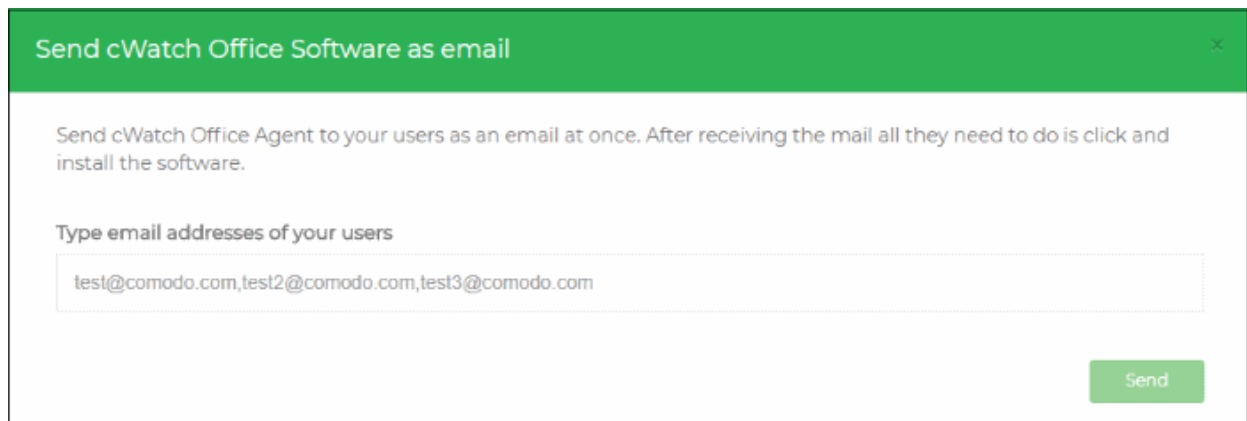 Send cWatch Office Software as email
×
Send cWatch Office Agent to your users as an email at once. After receiving the mail all they need to do is click and
install the software.
Type email addresses of your users
test@comodo.com,test2@comodo.com,test3@comodo.com
Send